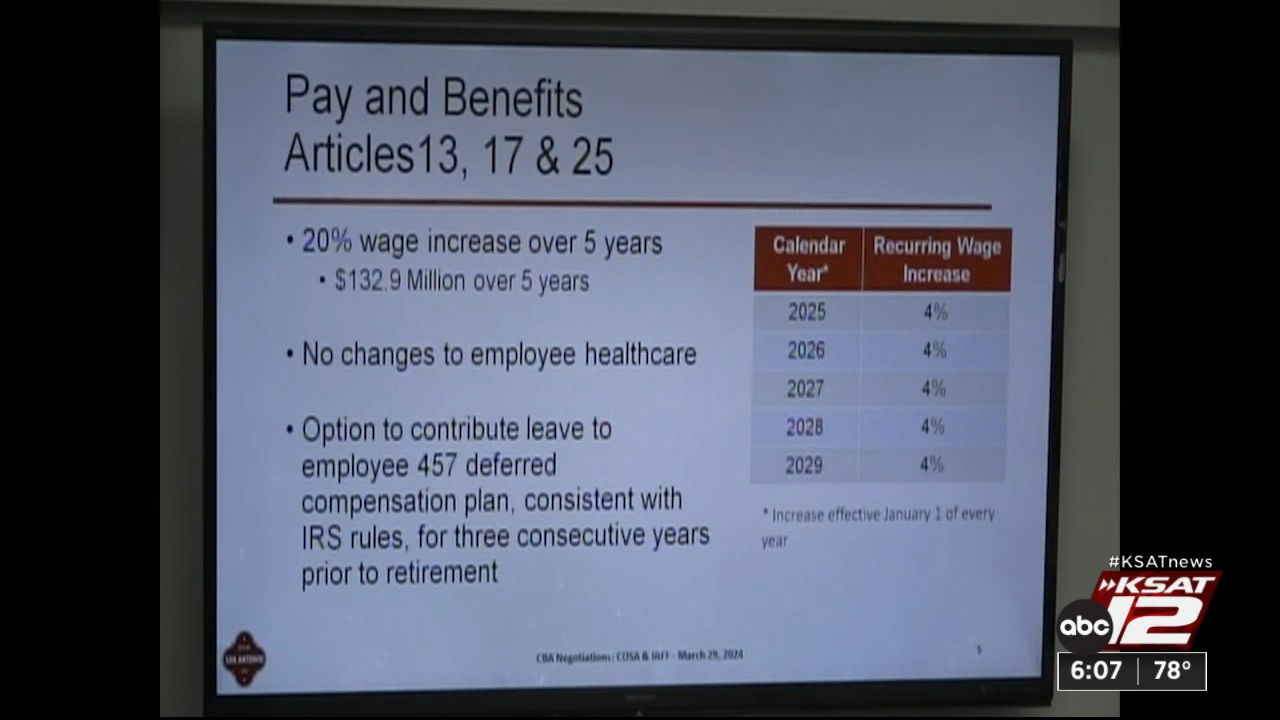 Pay and Benefits
Articles13, 17 & 25
• 20% wage increase over 5 years
• $132.9 Million over 5 years
• No changes to employee healthcare
• Option to contribute leave to
employee 457 deferred
compensation plan, consistent with
IRS rules, for three consecutive years
prior to retirement
Calendar Year* Recurring Wage Increase
2025 4%
2026 4%
2027 4%
2028 4%
2029 4%
* Increase effective January 1 of every
year
SAN ANTONIO
CBA Negotiations: COSA & IAFF - March 29, 2024
5
#KSATnews
KSAT
abc 12
6:07 78°